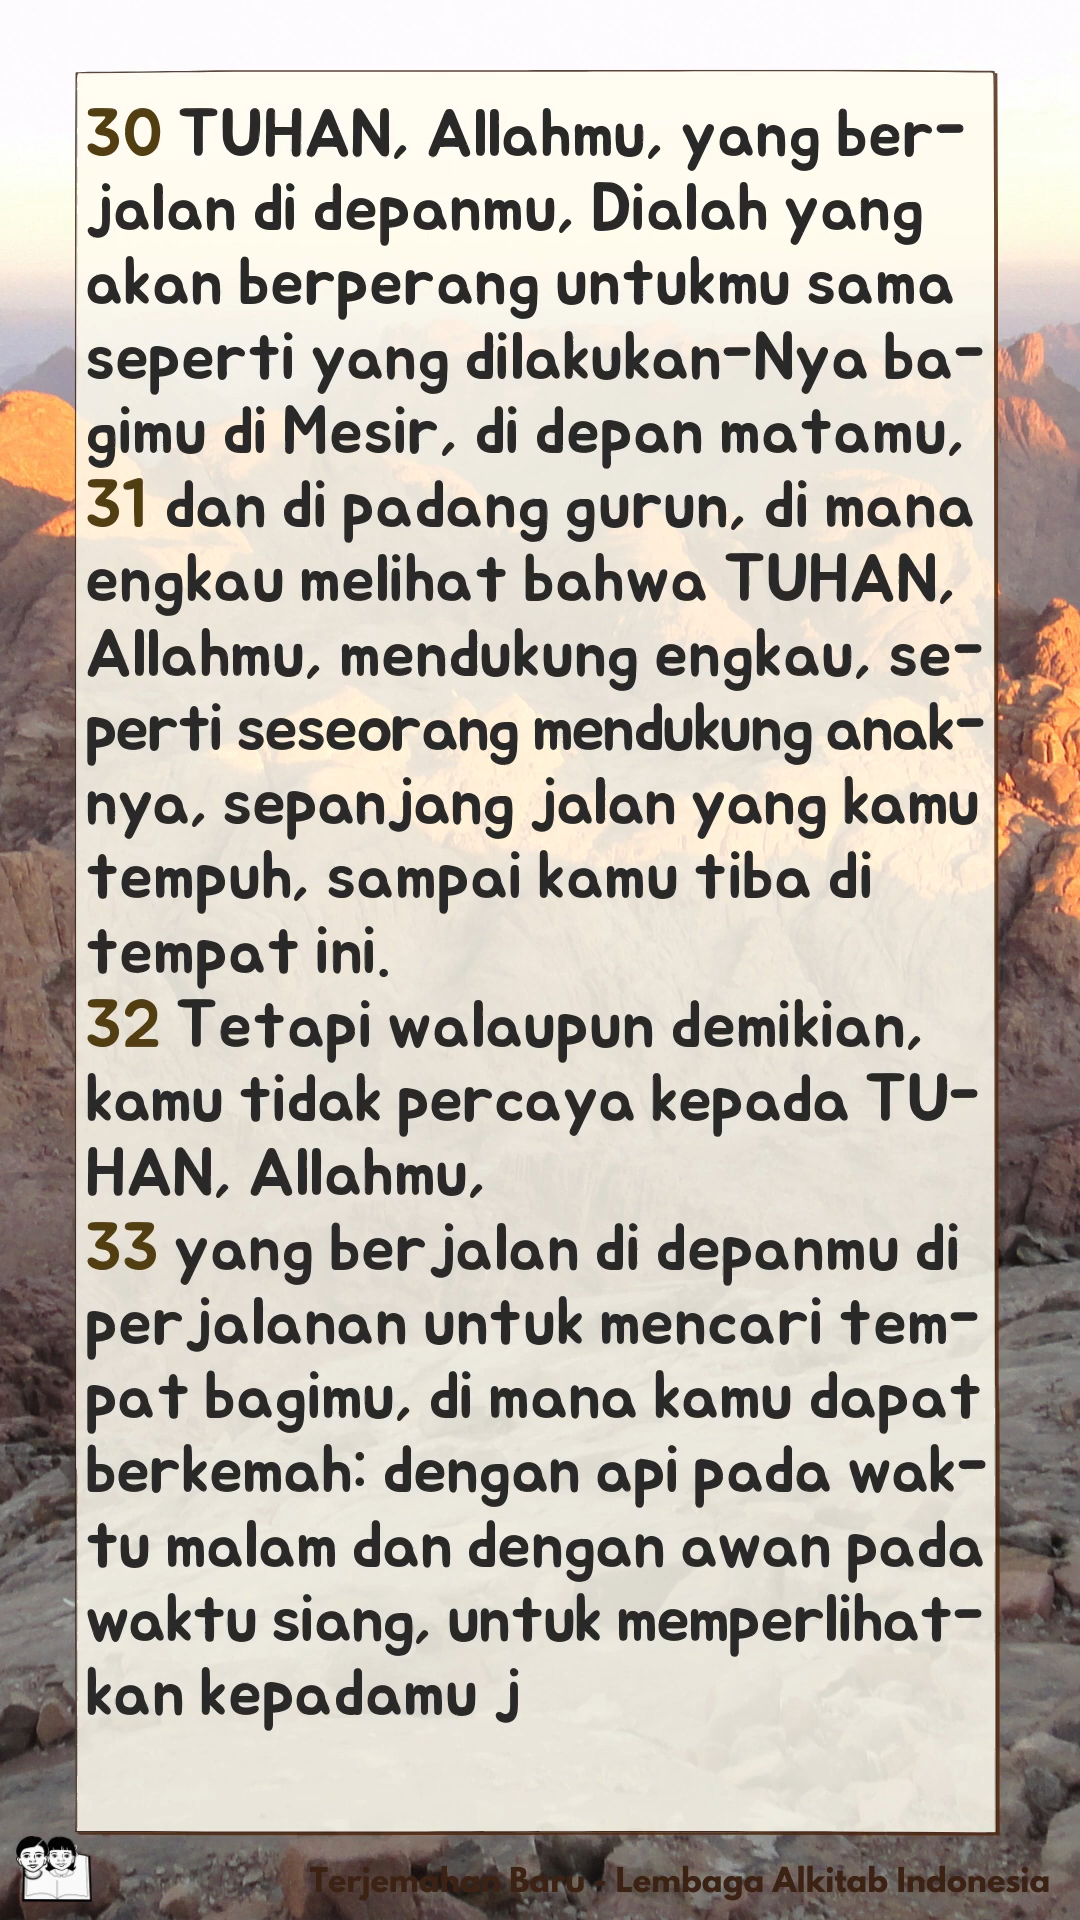 30 TUHAN, Allahmu, yang ber-
jalan di depanmu, Dialah yang
akan berperang untukmu sama
seperti yang dilakukan-Nya ba-
gimu di Mesir, di depan matamu,
31 dan di padang gurun, di mana
engkau melihat bahwa TUHAN,
Allahmu, mendukung engkau, se-
perti seseorang mendukung anak-
nya, sepanjang jalan yang kamu
tempuh, sampai kamu tiba di
tempat ini.
32 Tetapi walaupun demikian,
kamu tidak percaya kepada TU-
HAN, Allahmu,
33 yang berjalan di depanmu di
perjalanan untuk mencari tem-
pat bagimu, di mana kamu dapat
berkemah: dengan api pada wak-
tu malam dan dengan awan pada
waktu siang, untuk memperlihat-
kan kepadamu j
Terjemahan Baru - Lembaga Alkitab Indonesia